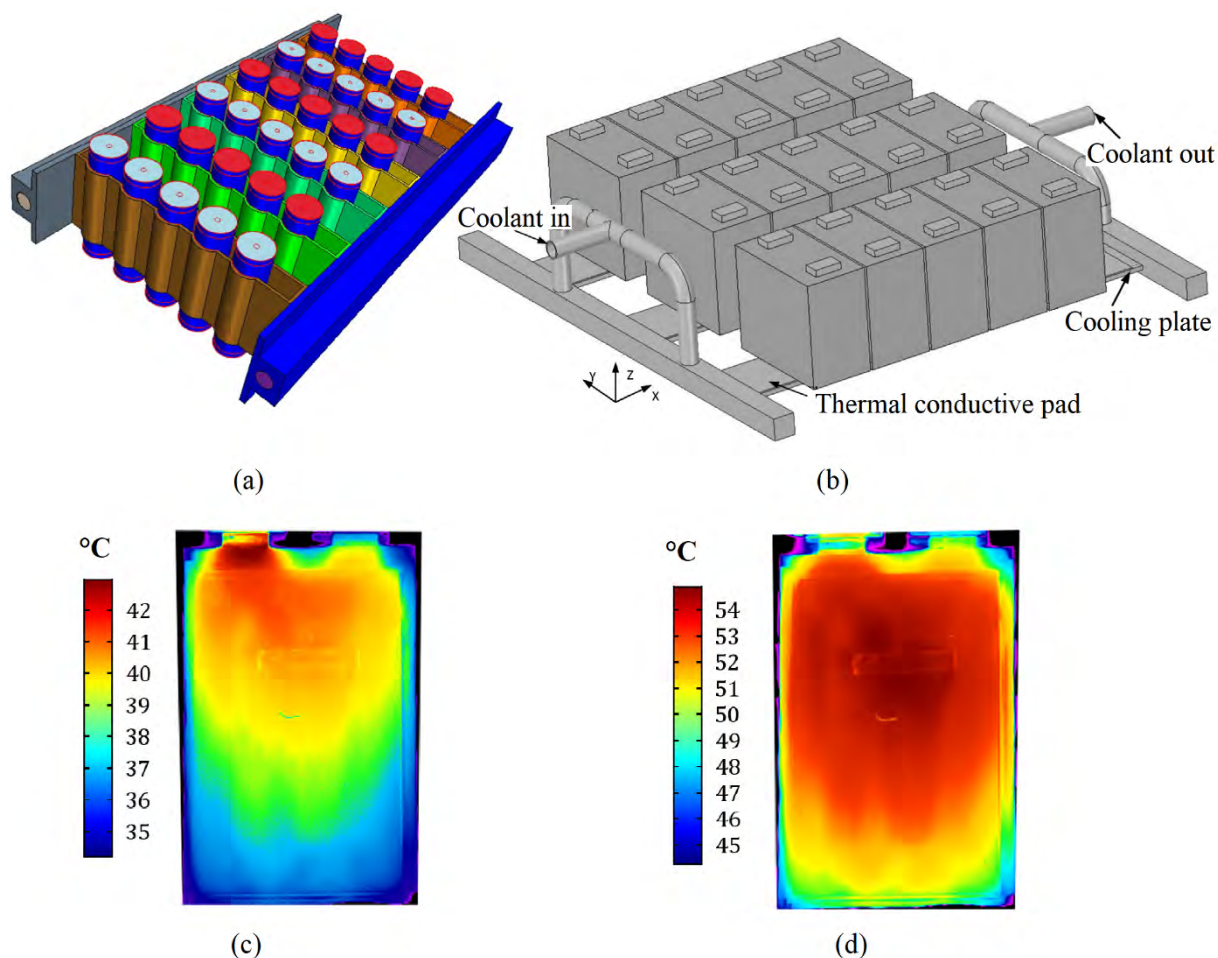 Coolant out
Coolant in
Cooling plate
Z
Y
X
Thermal conductive pad
(a)
(b)
°C
42
41
40
39
38
37
36
35
°C
54
53
52
51
50
49
48
47
46
45
(c)
(d)